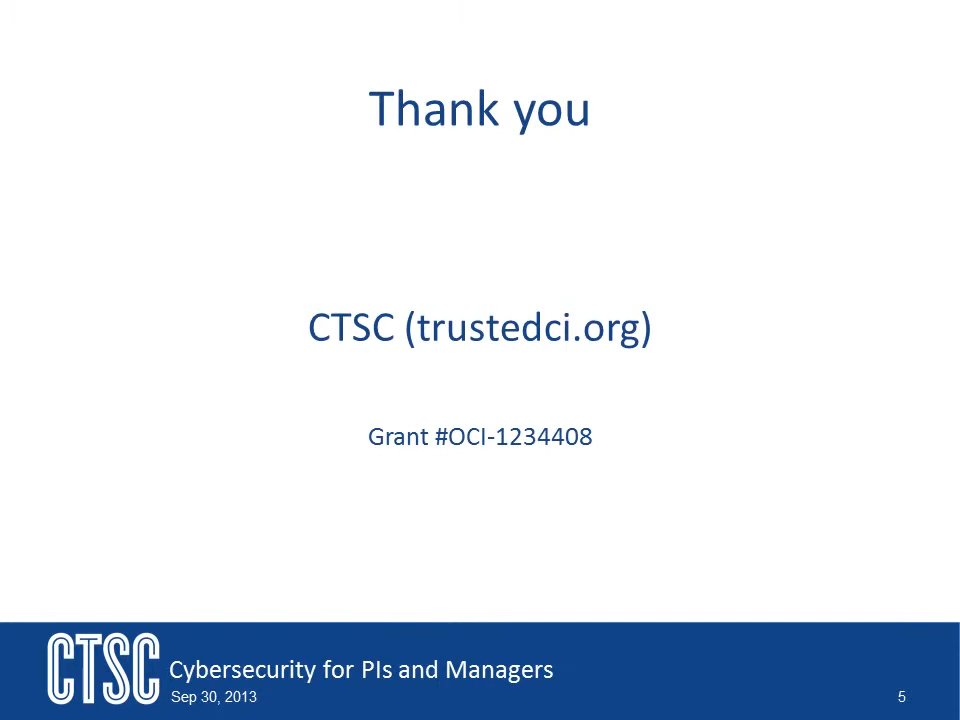 Thank you
CTSC (trustedci.org)
Grant #OCI-1234408
CTSC
Cybersecurity for PIs and Managers
Sep 30, 2013
5